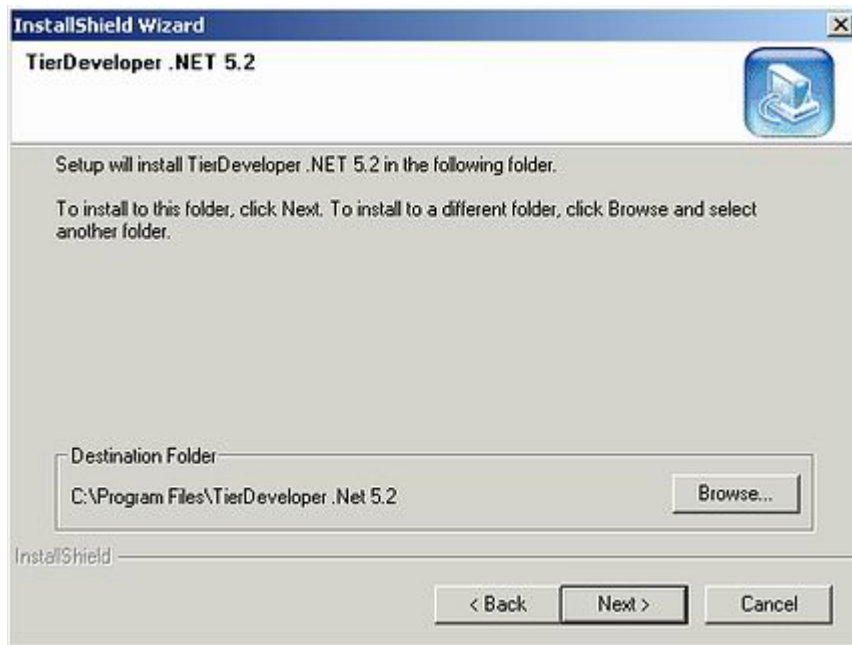 InstallShield Wizard
TierDeveloper .NET 5.2
Setup will install TierDeveloper .NET 5.2 in the following folder.
To install to this folder, click Next. To install to a different folder, click Browse and select
another folder.
Destination Folder
C:\Program Files\TierDeveloper .Net 5.2
Browse...
InstallShield
< Back
Next >
Cancel